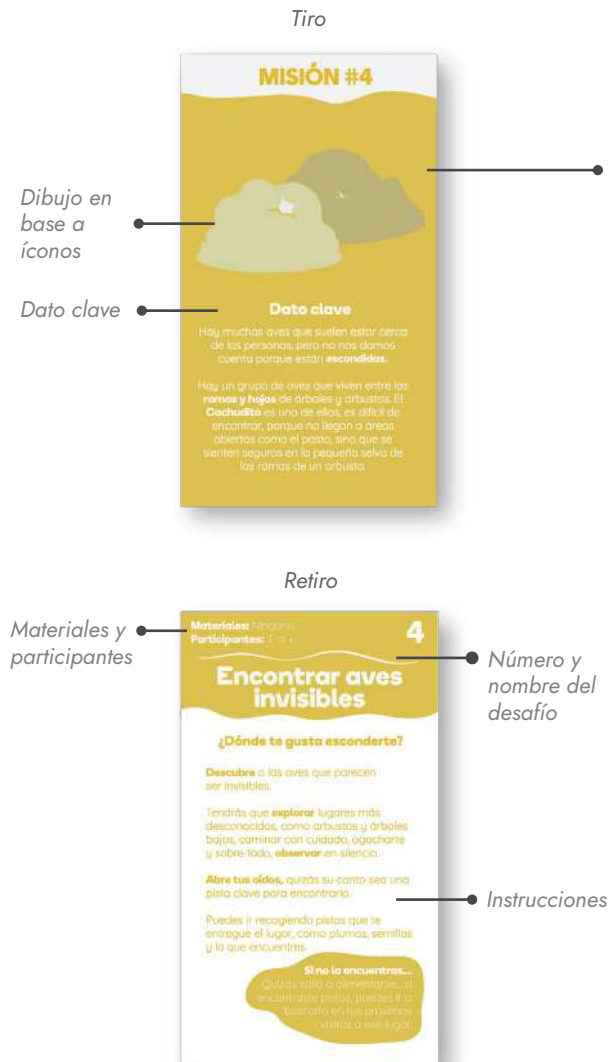 Tiro
MISIÓN #4
Dibujo en
base a
íconos
Dato clave
Dato clave
Hay muchas aves que suelen estar cerca
de las personas, pero no nos damos
cuenta porque están escondidas.
Hay un grupo de aves que viven entre las
ramas y hojas de árboles y arbustos. El
Cachudito es una de ellas, es difícil de
encontrar, porque no llegan a áreas
abiertas como el pasto, sino que se
sienten seguros en la pequeña selva de
las ramas de un arbusto.
Retiro
Materiales y
participantes
Materiales: Ninguno
Participantes: 1 o +
4
Encontrar aves
invisibles
Número y
nombre del
desafío
¿Dónde te gusta esconderte?
Descubre a las aves que parecen
ser invisibles.
Tendrás que explorar lugares más
desconocidos, como arbustos y árboles
bajos, caminar con cuidado, agacharte
y sobre todo, observar en silencio.
Abre tus oídos, quizás su canto sea una
pista clave para encontrarla.
Instrucciones
Puedes ir recogiendo pistas que te
entregue el lugar, como plumas, semillas
y lo que encuentres.
Si no la encuentras...
Quizás salió a alimentarse... si
encontraste pistas, puedes ir a
buscarla en tus próximas
visitas a ese lugar.